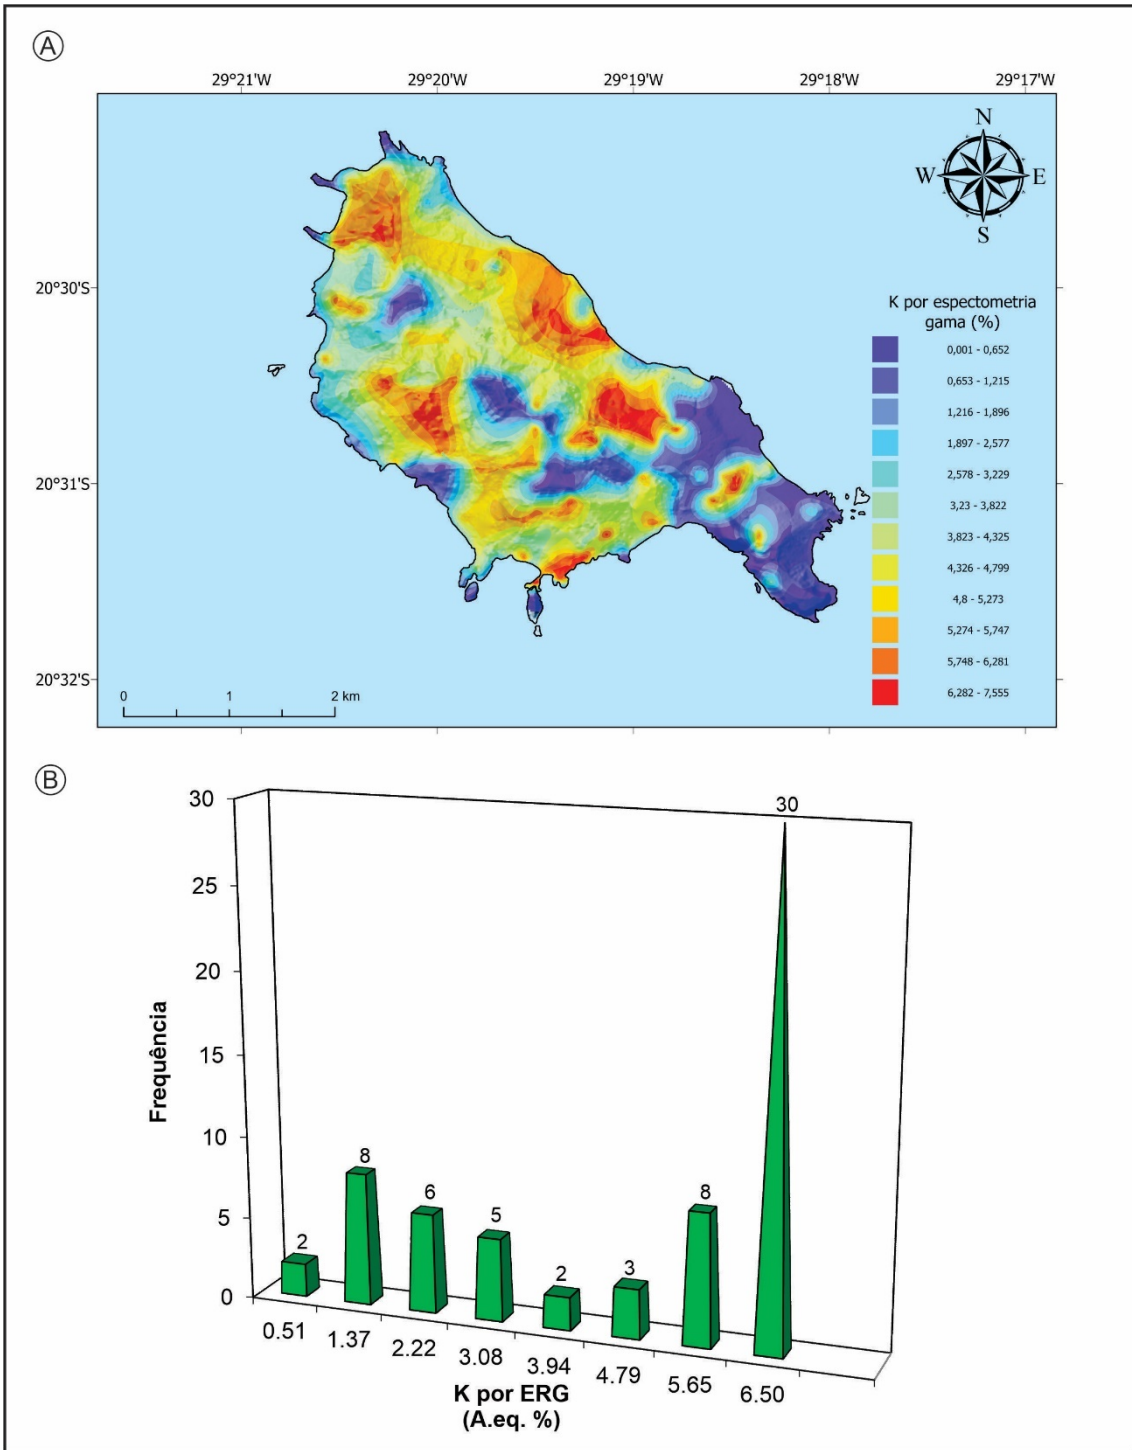 A
29°21'W 29°20'W 29°19'W 29°18'W 29°17'W
N
W E
S
20°30'S
20°31'S
20°32'S
K por espectometria
gama (%)
0,001 - 0,652
0,653 - 1,215
1,216 - 1,896
1,897 - 2,577
2,578 - 3,229
3,23 - 3,822
3,823 - 4,325
4,326 - 4,799
4,8 - 5,273
5,274 - 5,747
5,748 - 6,281
6,282 - 7,555
0 1 2 km
B
Frequência
30
25
20
15
10
5
0
2 8 6 5 2 3 8 30
0.51 1.37 2.22 3.08 3.94 4.79 5.65 6.50
K por ERG
(A.eq. %)